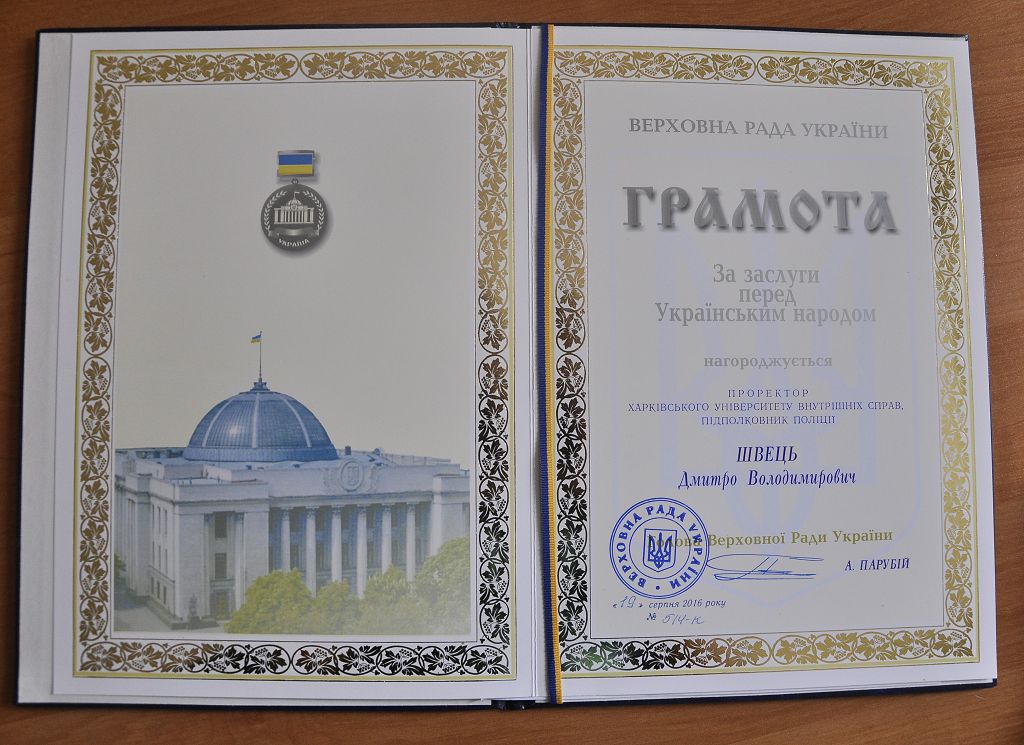 УКРАЇНА
ВЕРХОВНА РАДА УКРАЇНИ
ГРАМОТА
За заслуги
перед
Українським народом
нагороджується
ПРОРЕКТОР
ХАРКІВСЬКОГО УНІВЕРСИТЕТУ ВНУТРІШНІХ СПРАВ,
ПІДПОЛКОВНИК ПОЛІЦІЇ
ШВЕЦЬ
Дмитро Володимирович
Голова Верховної Ради України
ВЕРХОВНА РАДА УКРАЇНИ
А. ПАРУБІЙ
«19» серпня 2016 року
№ 514-к